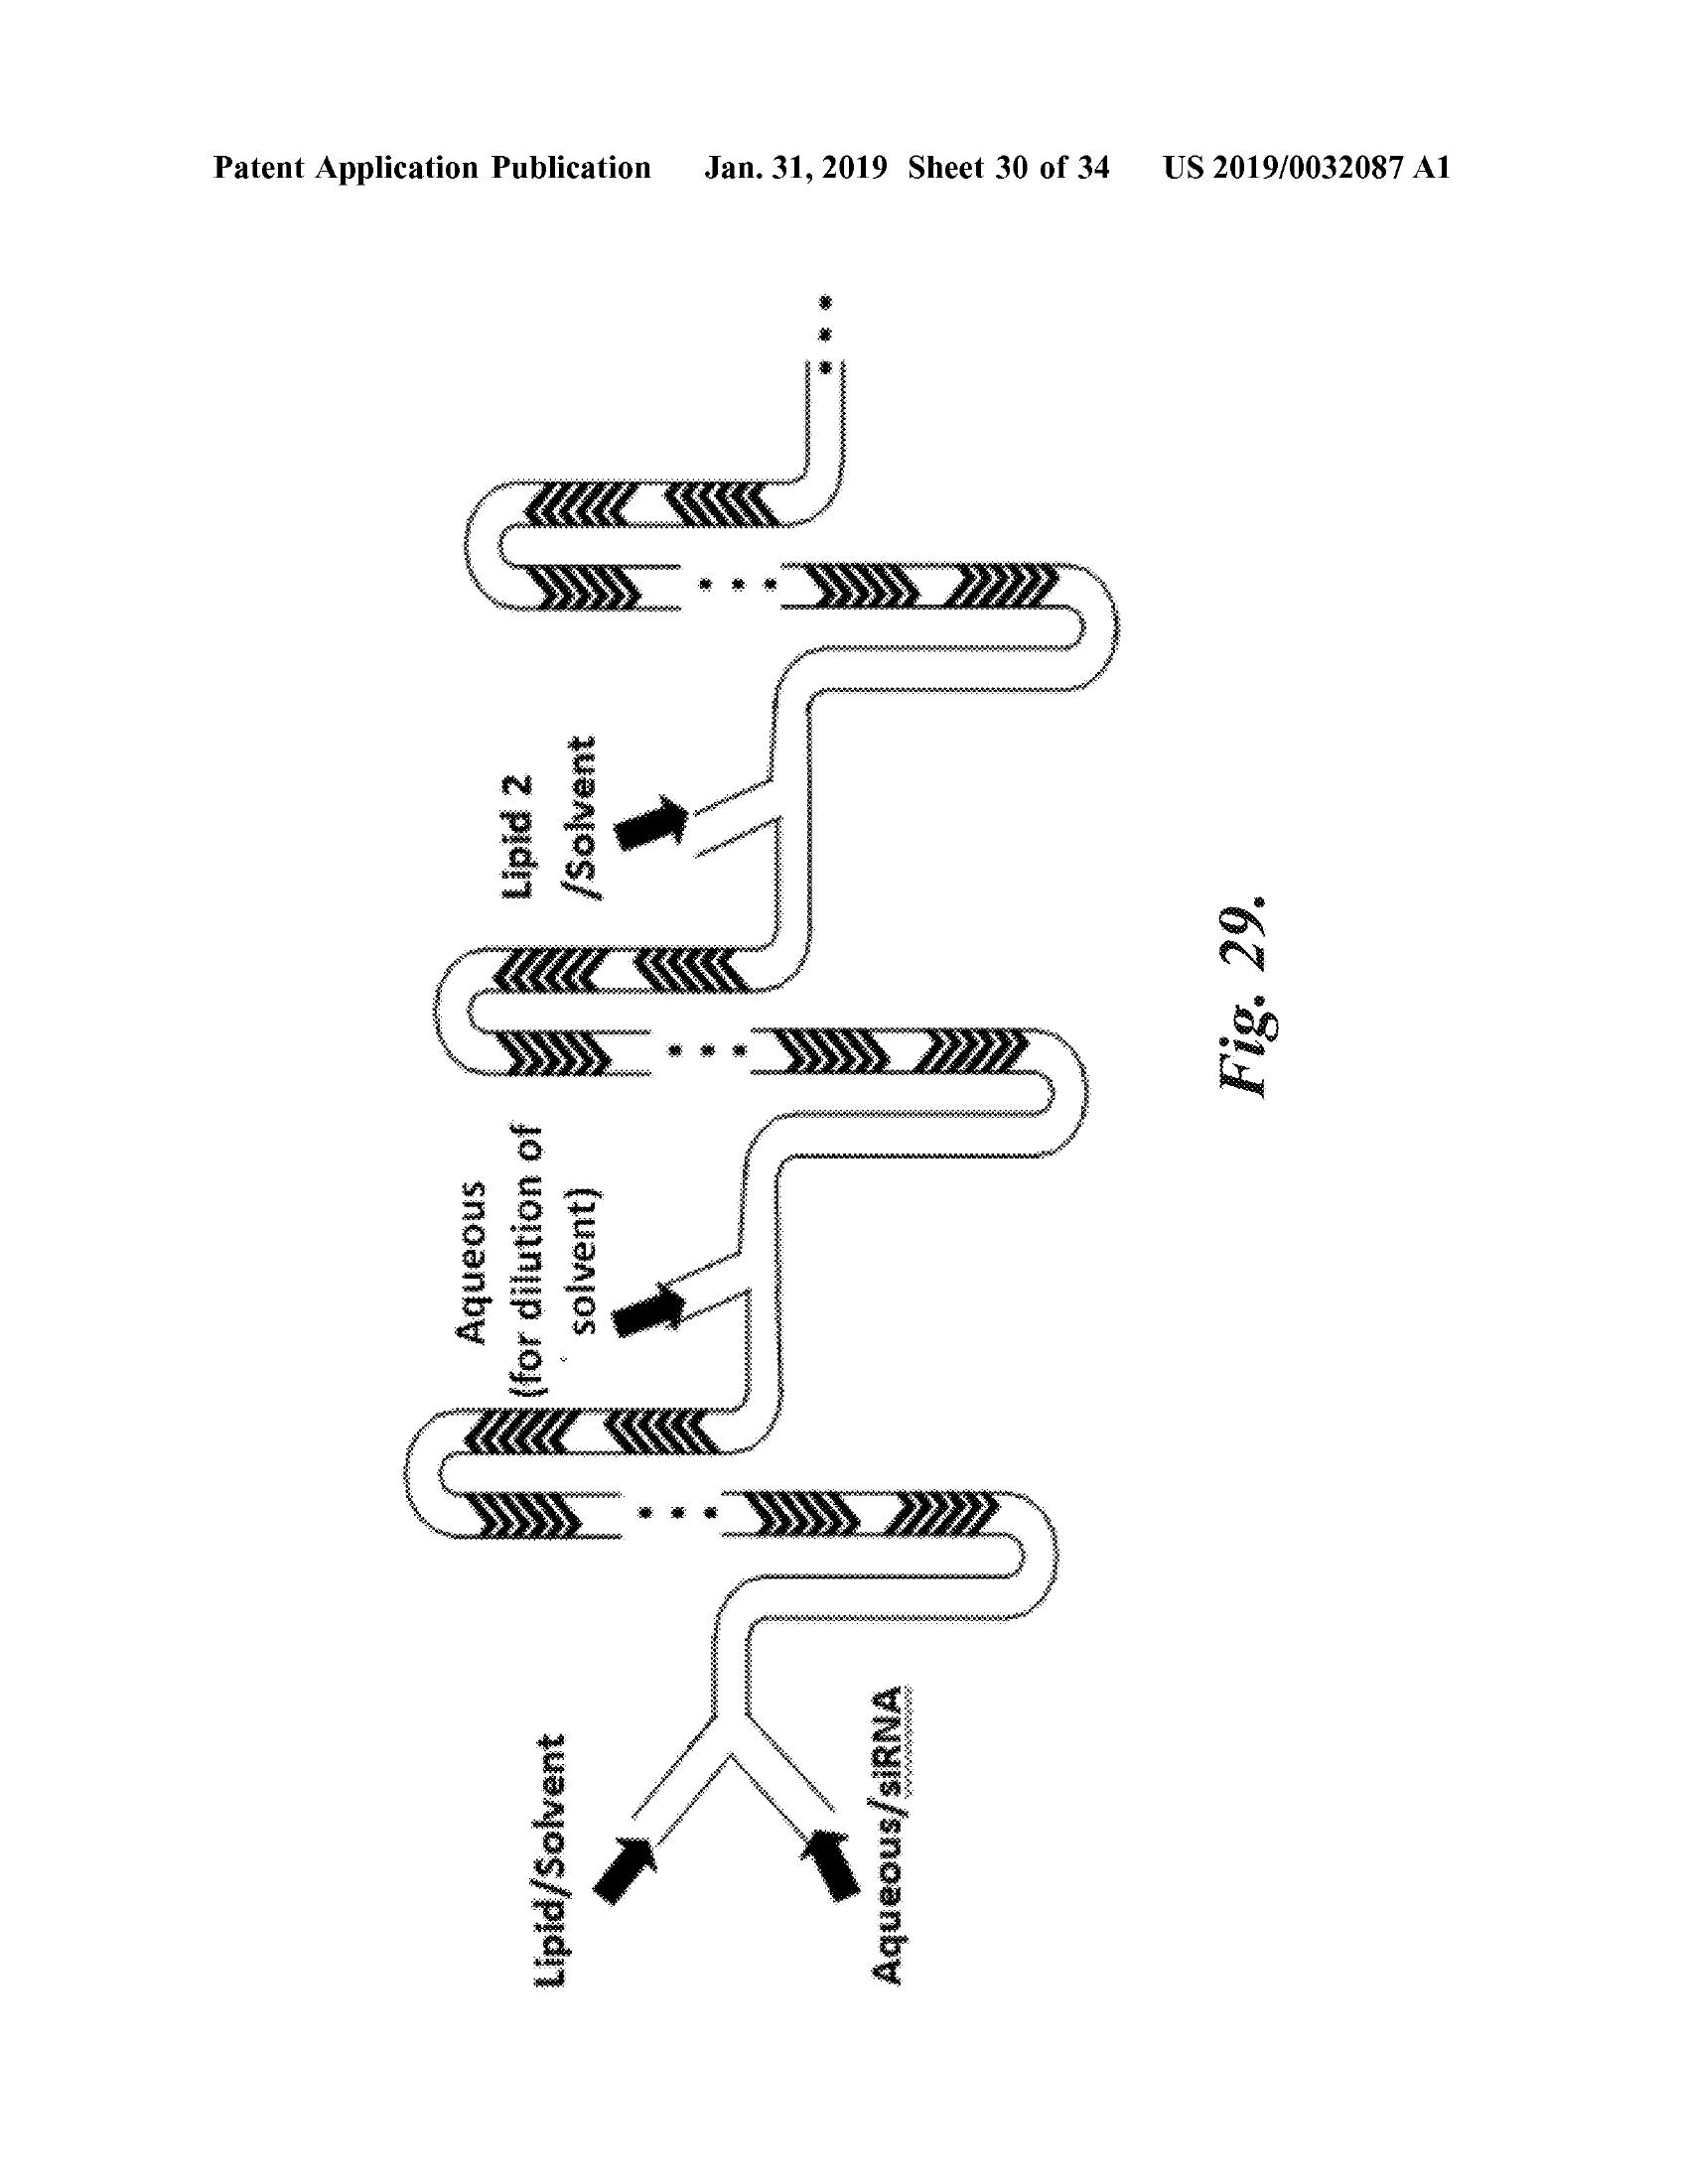 Patent Application Publication Jan. 31, 2019 Sheet 30 of 34 US 2019/0032087 A1
Lipid/Solvent
Aqueous/siRNA
Aqueous
(for dilution of
solvent)
Lipid 2
/Solvent
Fig. 29.